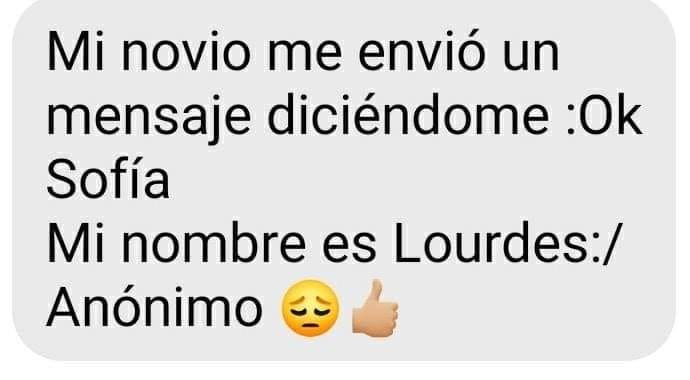 Mi novio me envió un
mensaje diciéndome :Ok
Sofía
Mi nombre es Lourdes:/
Anónimo 😔👍🏼